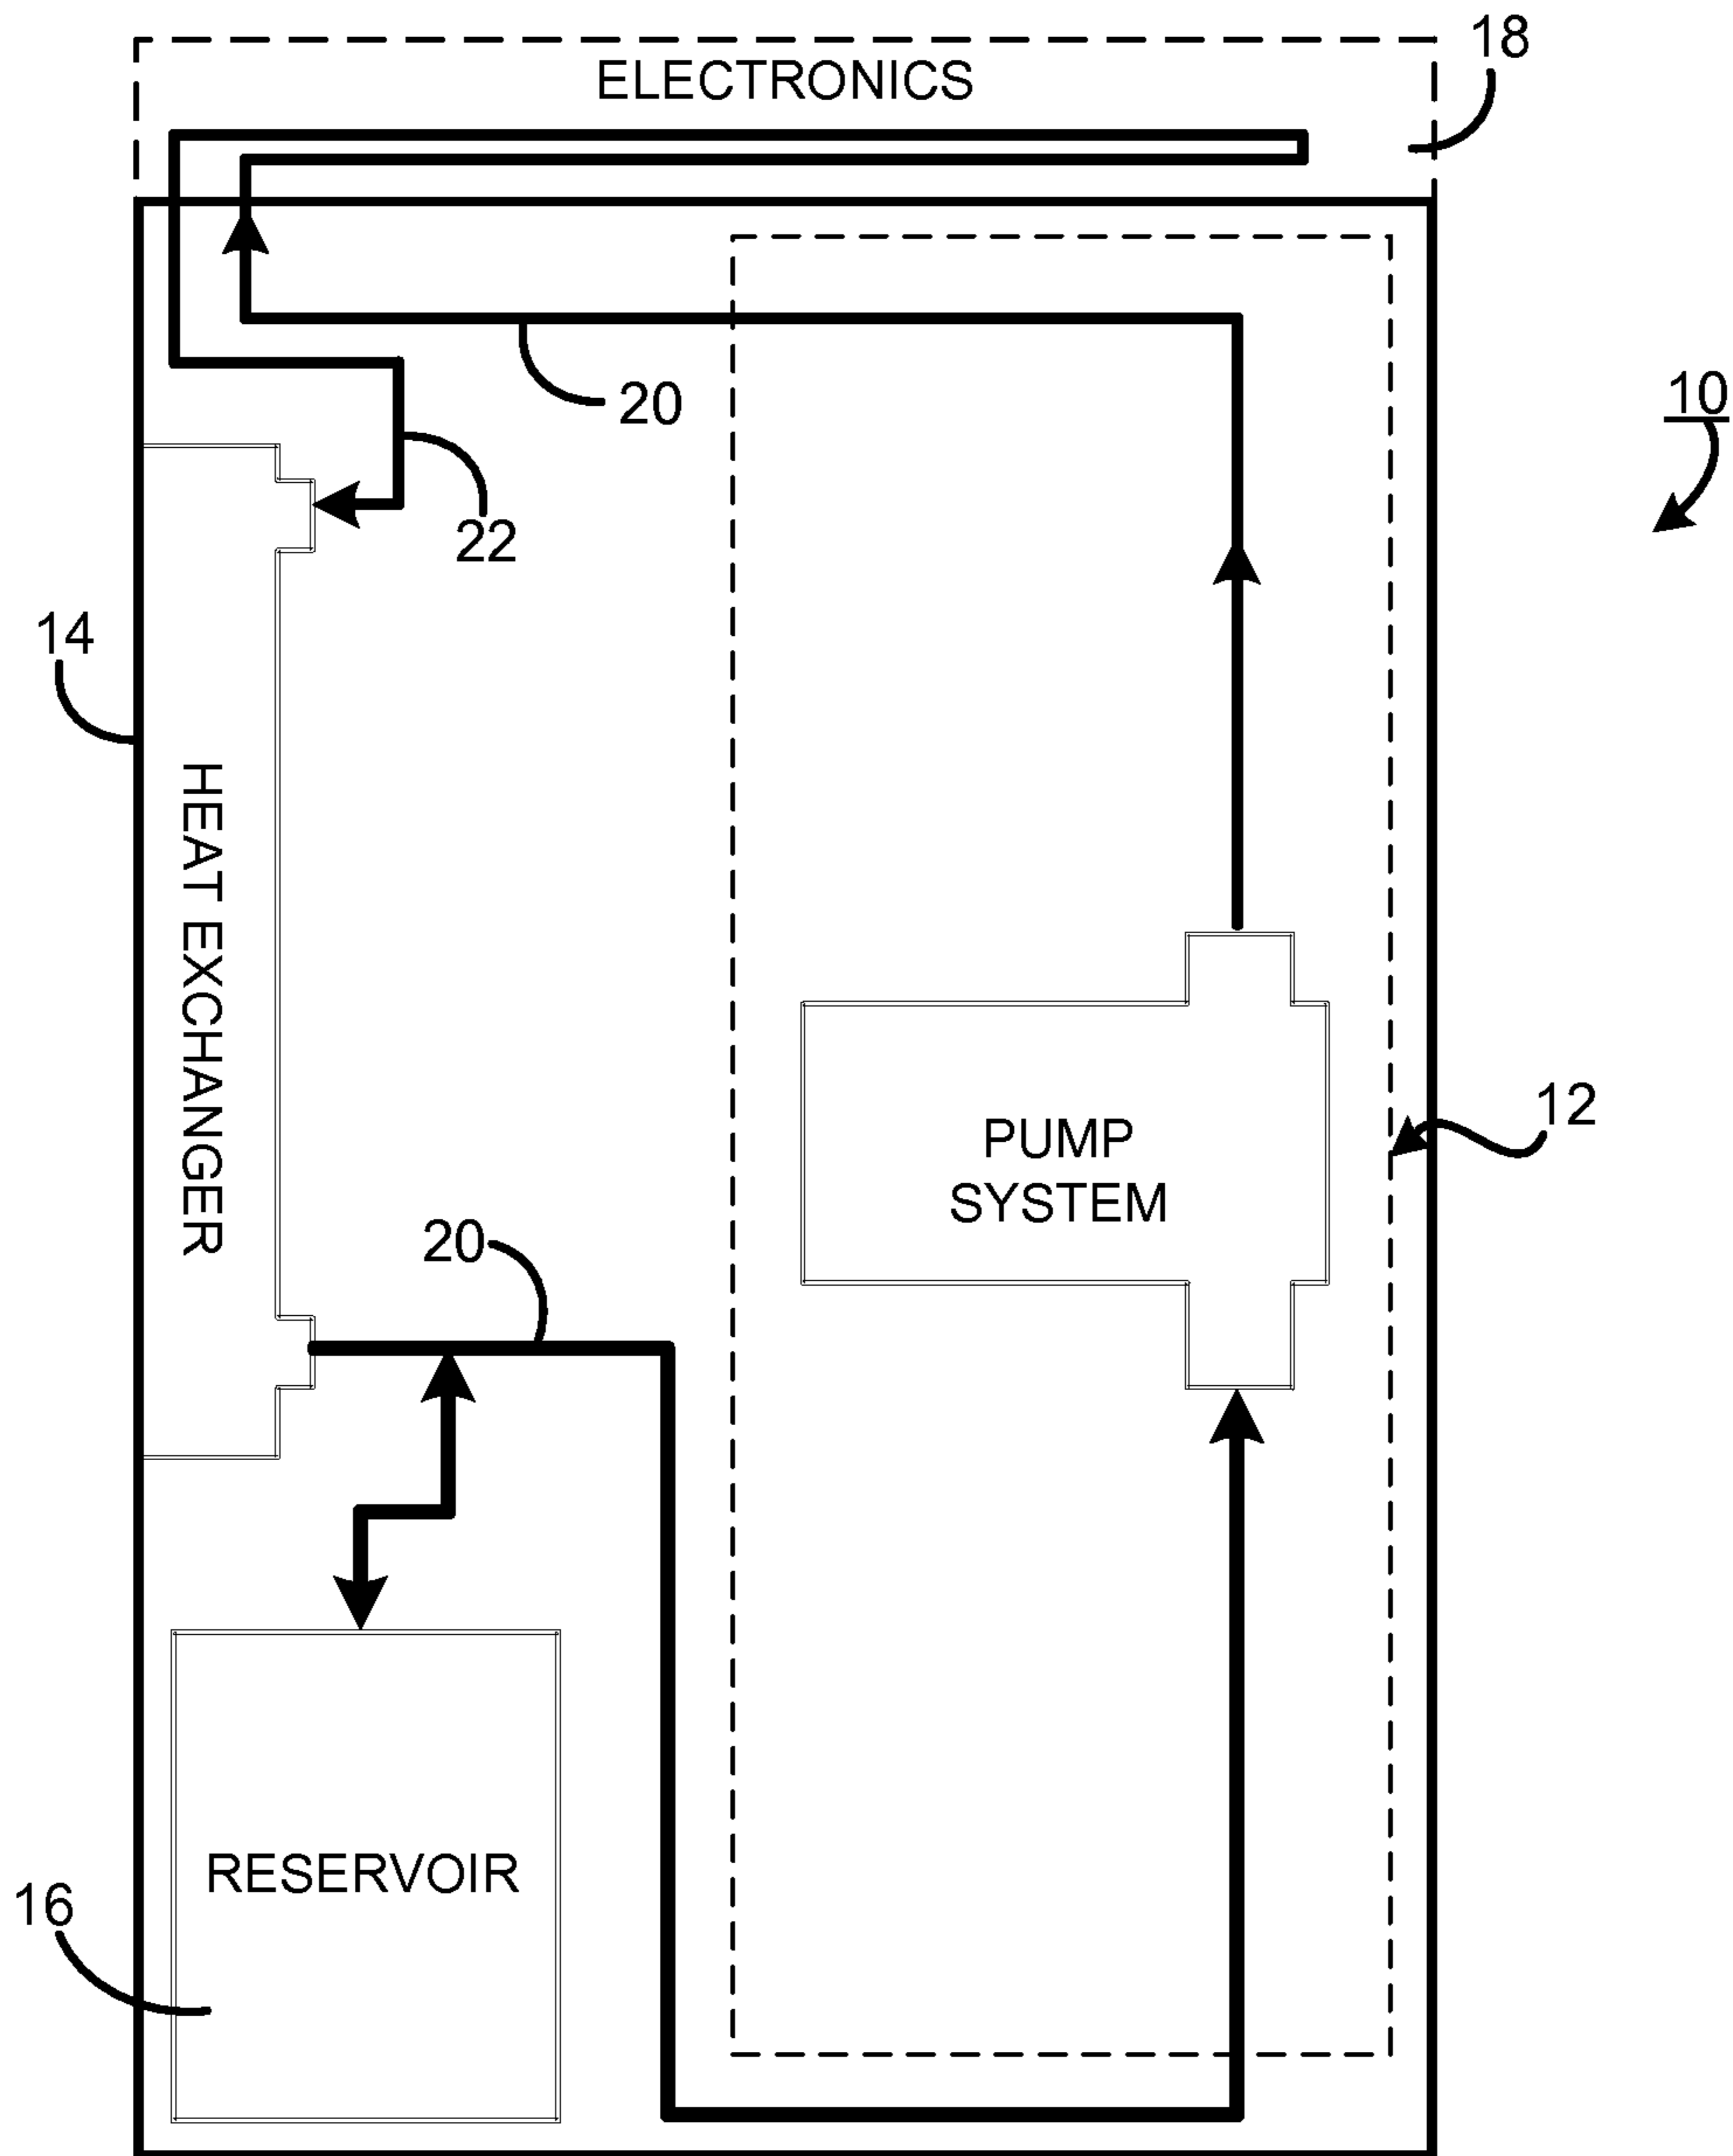 18
ELECTRONICS
10
20
22
14
HEAT EXCHANGER
12
PUMP
SYSTEM
20
RESERVOIR
16